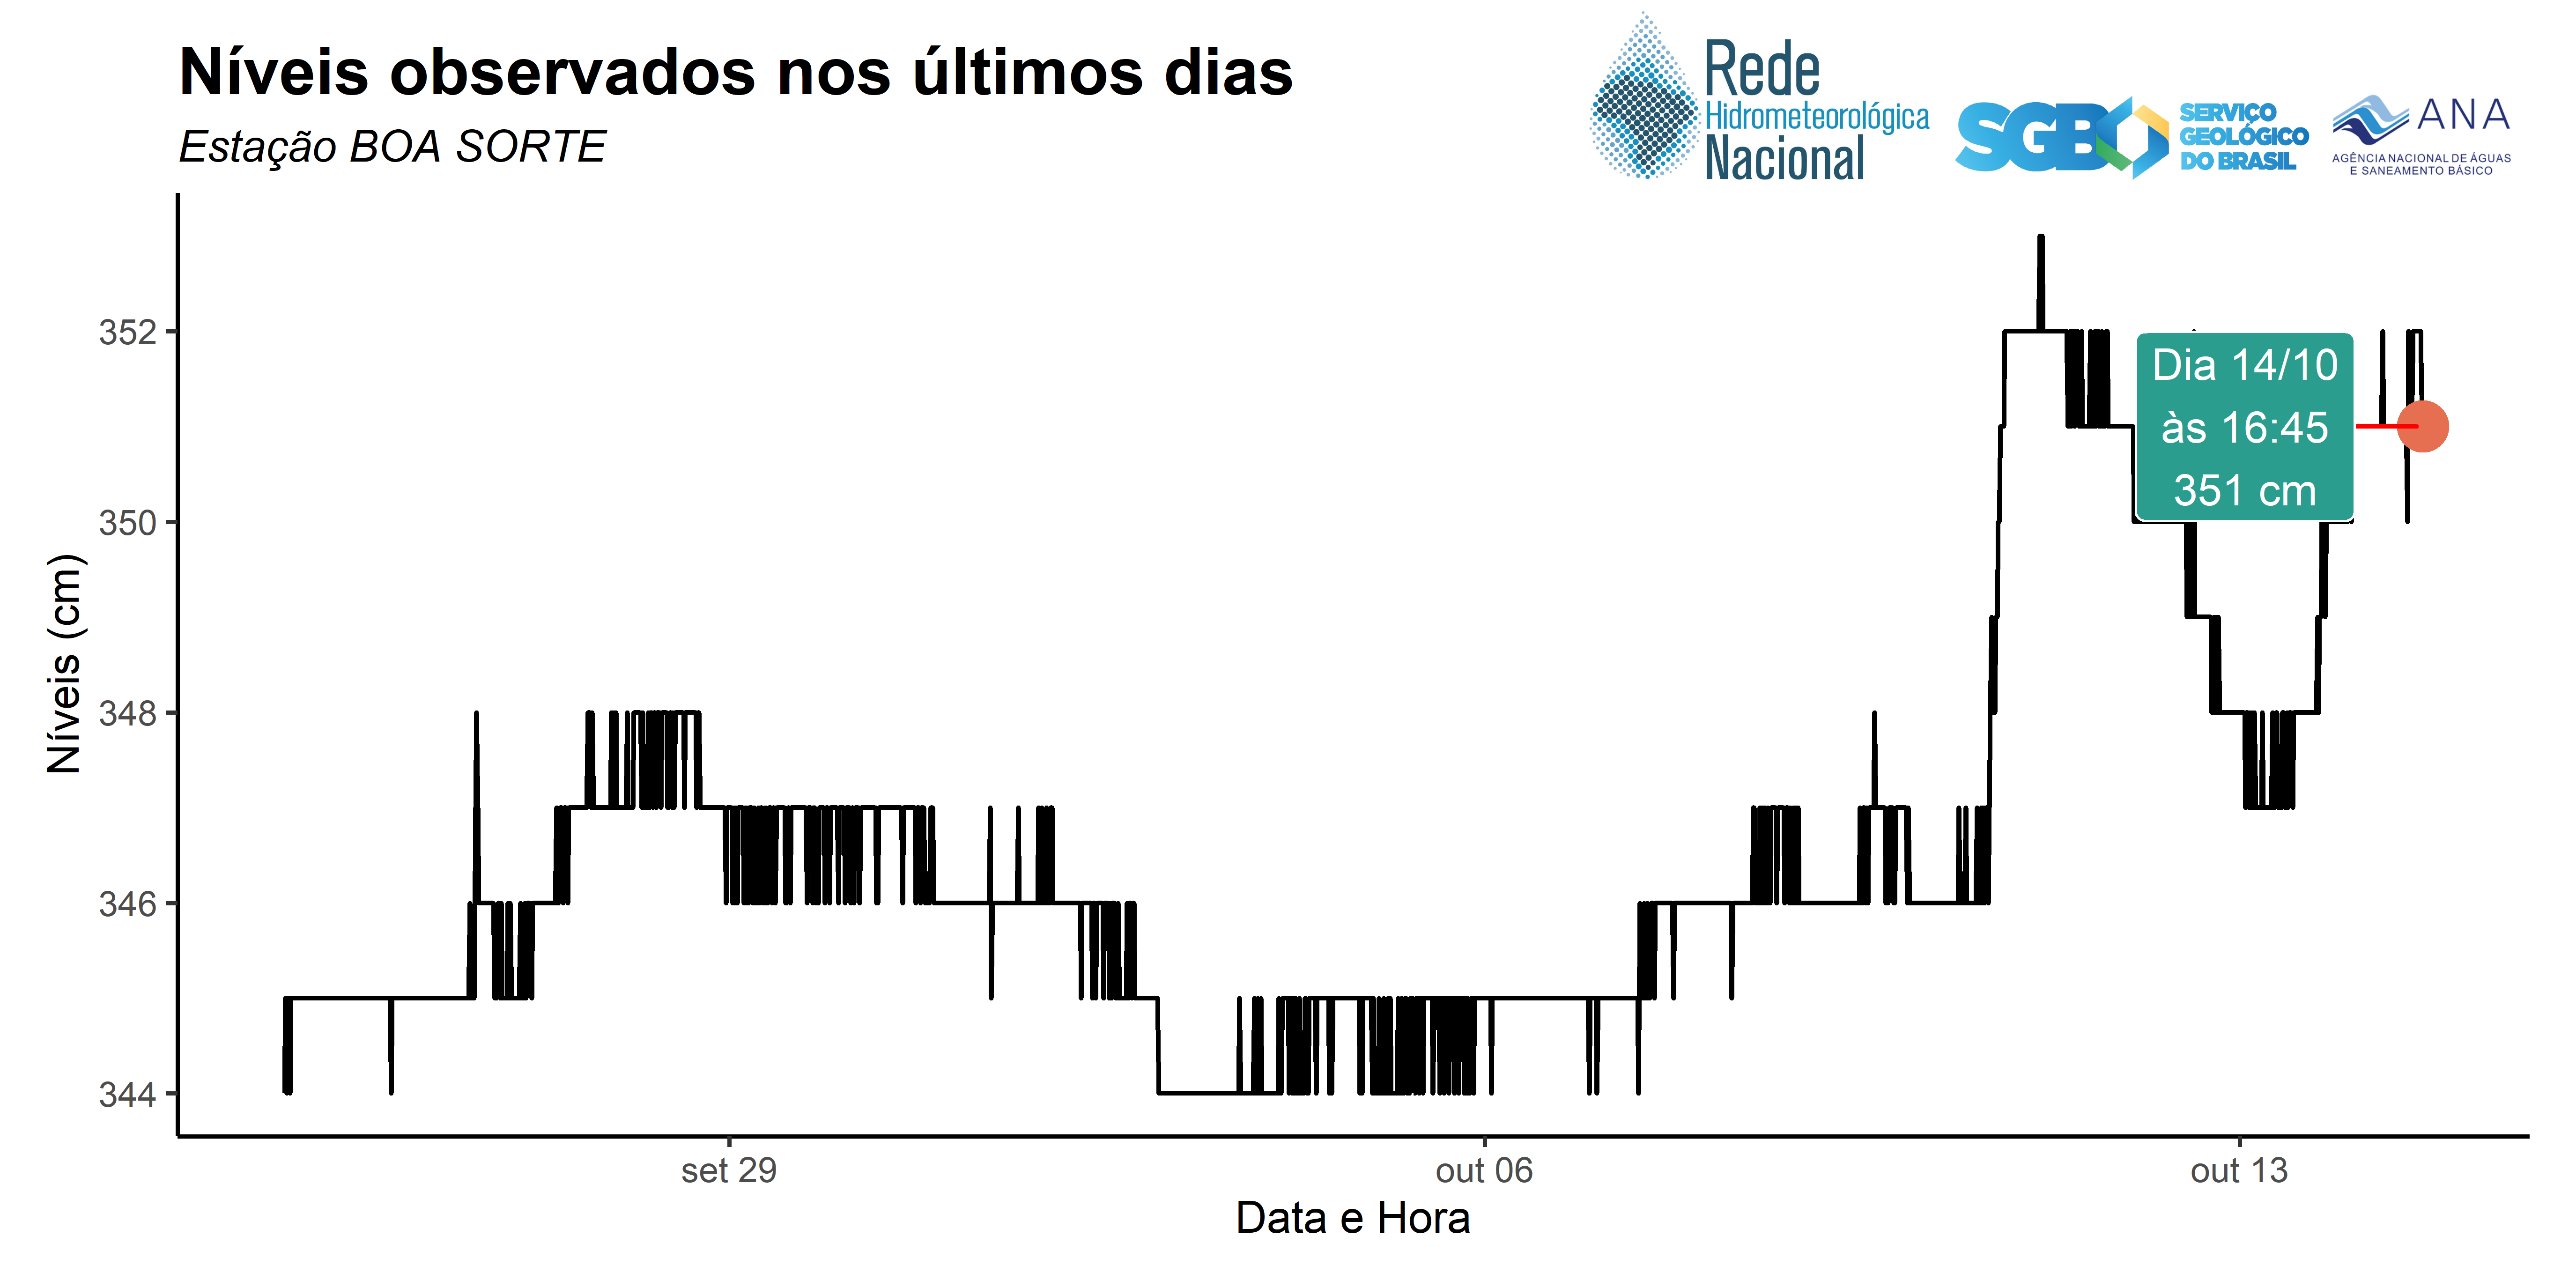 Níveis observados nos últimos dias
Estação BOA SORTE
Rede
Hidrometeorológica
Nacional
SGB
SERVIÇO
GEOLÓGICO
DO BRASIL
ANA
AGÊNCIA NACIONAL DE ÁGUAS
E SANEAMENTO BÁSICO
Níveis (cm)
352
350
348
346
344
Dia 14/10
às 16:45
351 cm
set 29
out 06
out 13
Data e Hora